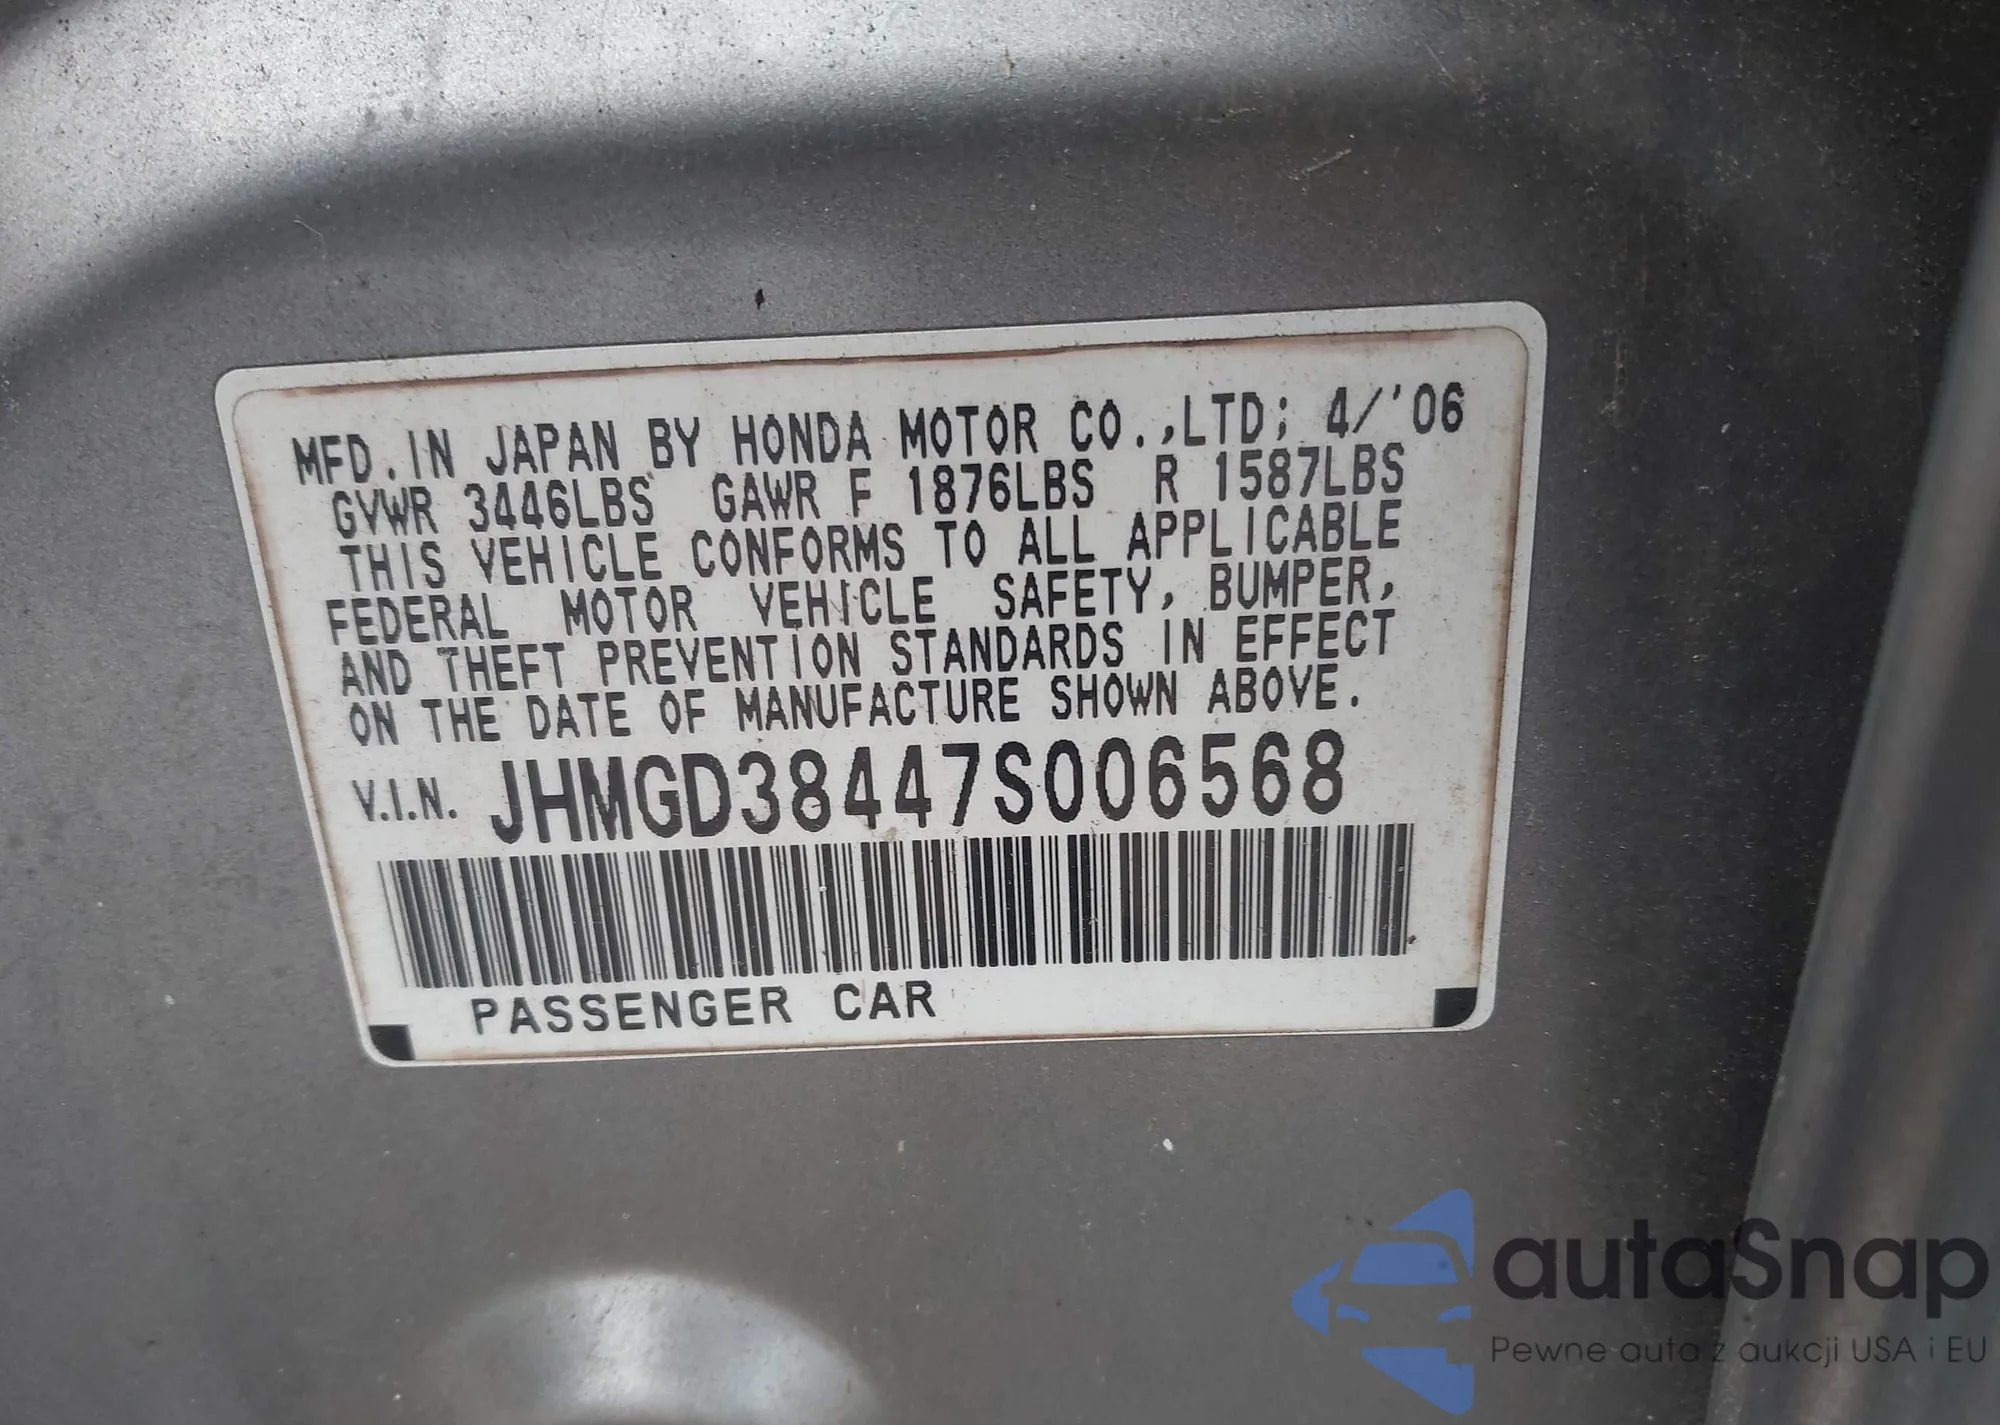 MFD. IN JAPAN BY HONDA MOTOR CO.,LTD; 4/'06
GVWR 3446LBS GAWR F 1876LBS R 1587LBS
THIS VEHICLE CONFORMS TO ALL APPLICABLE
FEDERAL MOTOR VEHICLE SAFETY, BUMPER,
AND THEFT PREVENTION STANDARDS IN EFFECT
ON THE DATE OF MANUFACTURE SHOWN ABOVE.
V.I.N. JHMGD38447S006568
PASSENGER CAR
autaSnap
Pewne auta z aukcji USA i EU